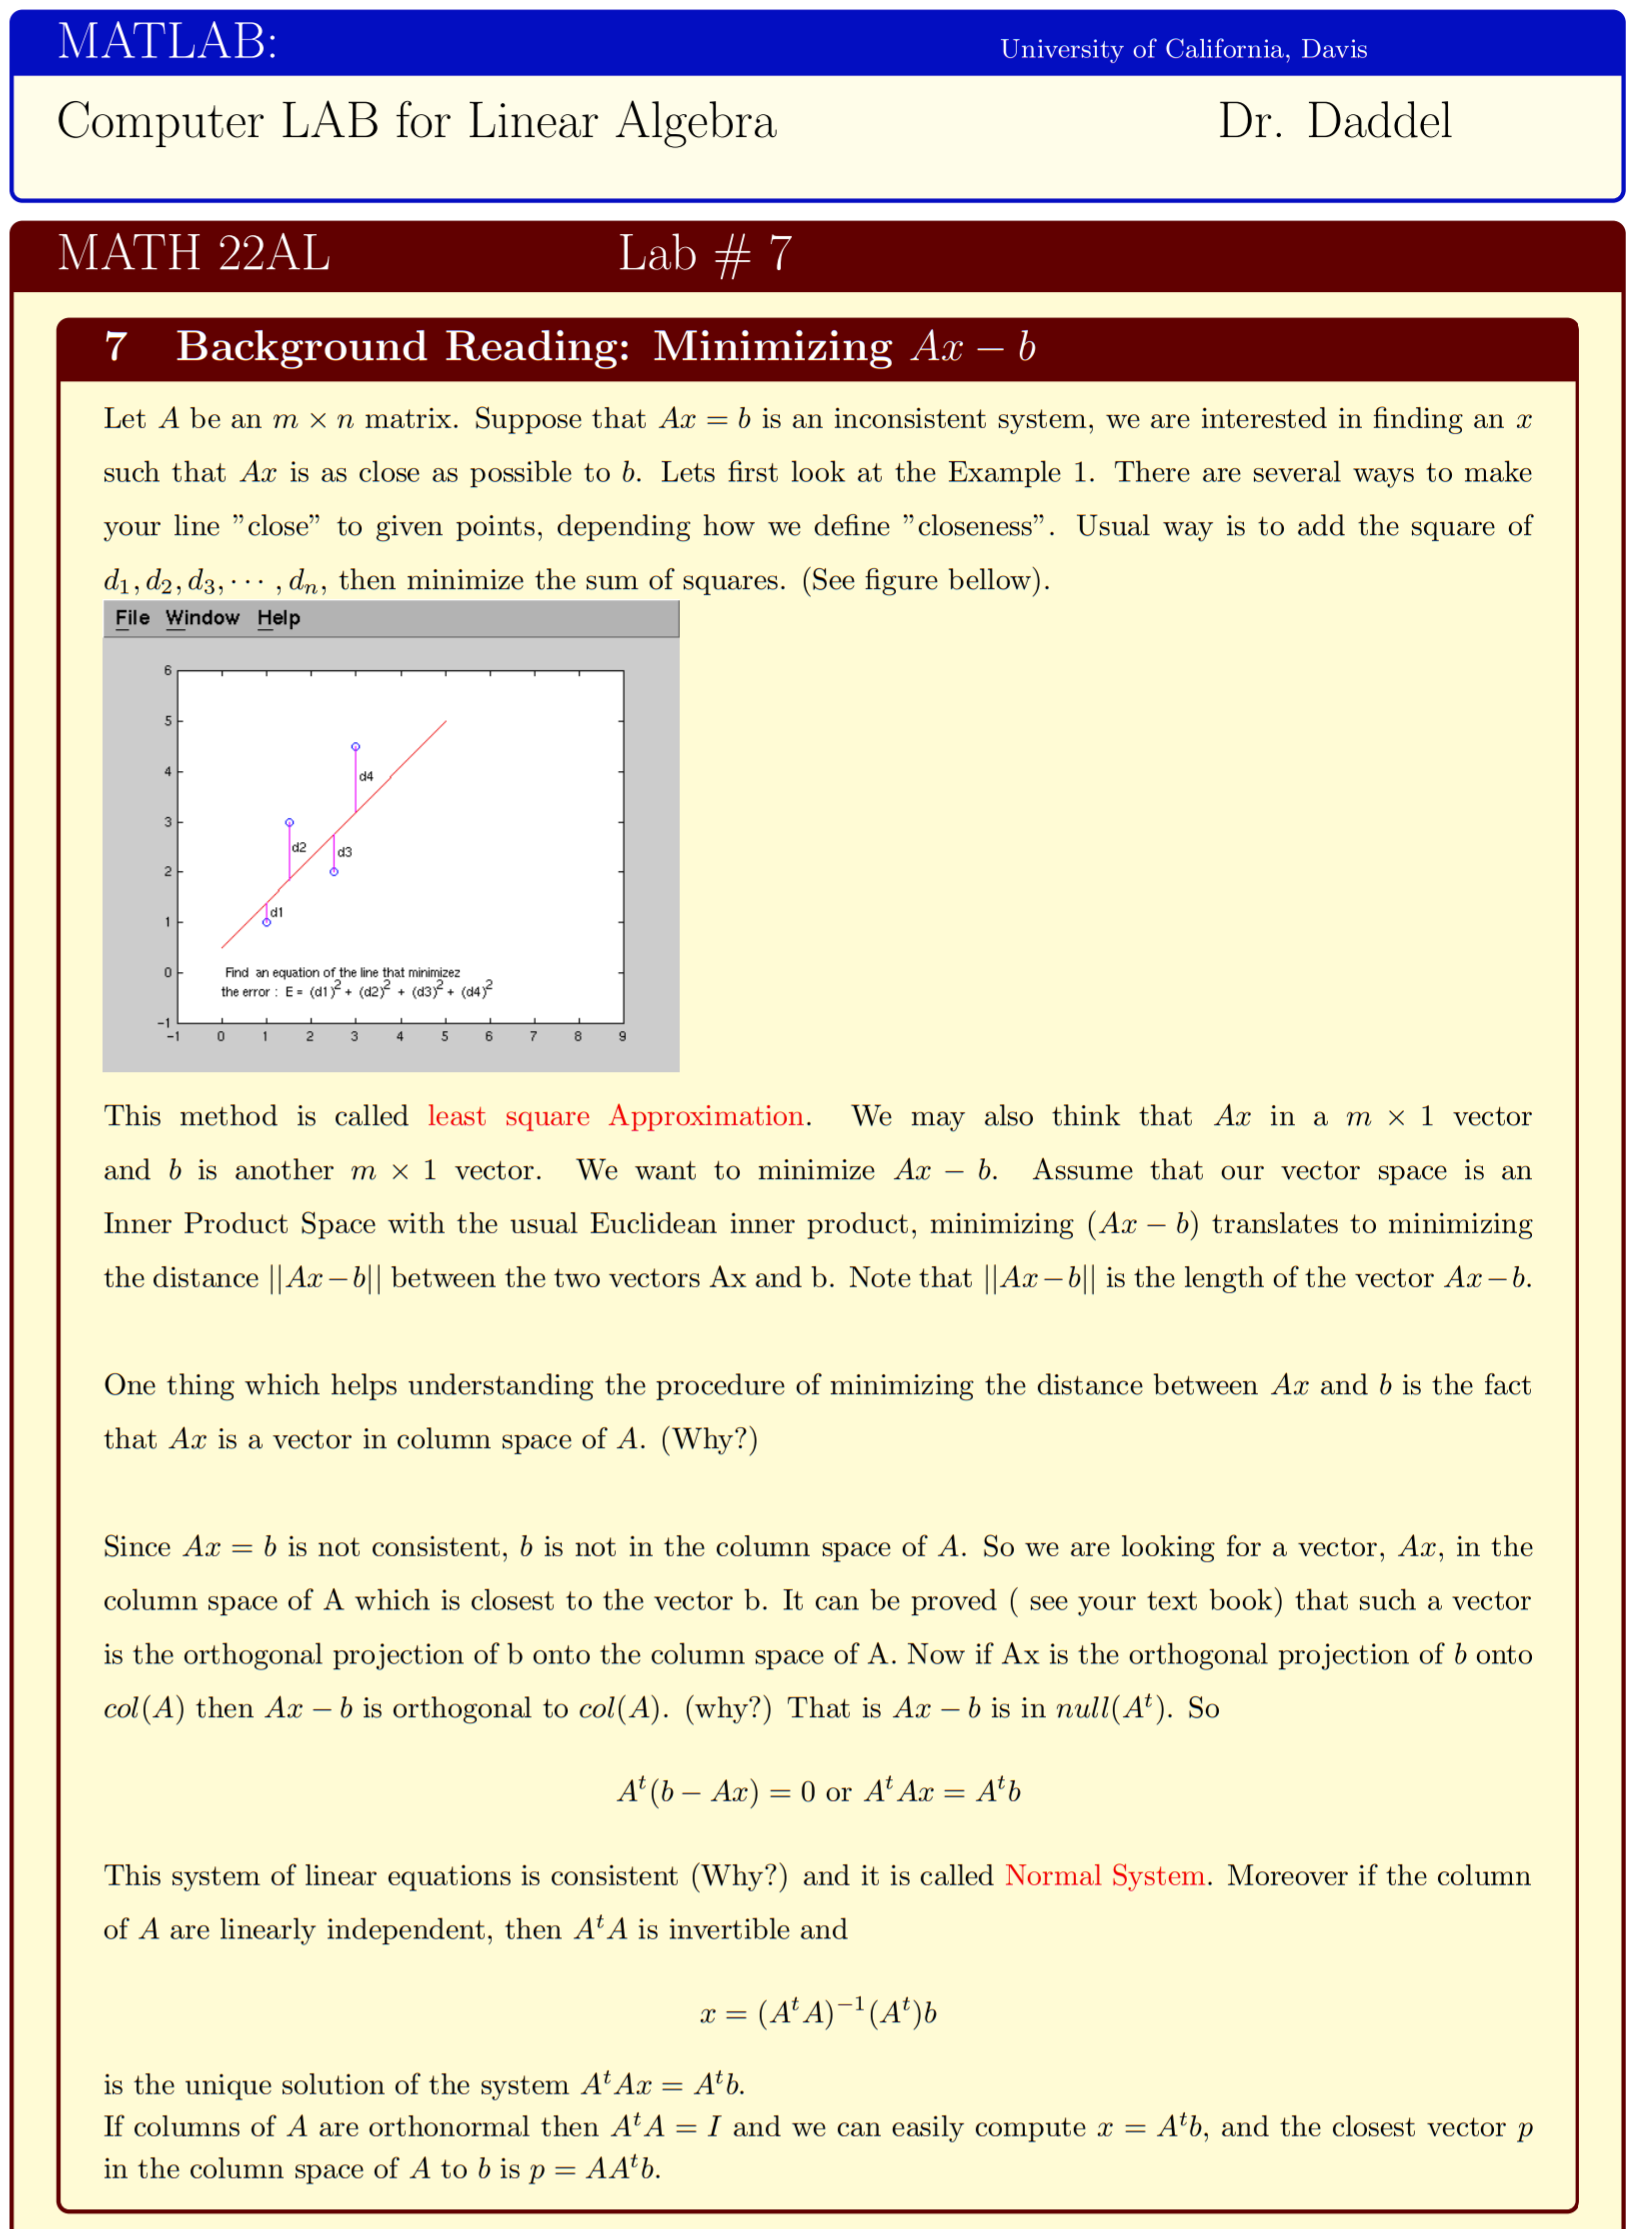 MATLAB: University of California, Davis
Computer LAB for Linear Algebra Dr. Daddel
MATH 22AL Lab # 7
7 Background Reading: Minimizing Ax − b
Let A be an m × n matrix. Suppose that Ax = b is an inconsistent system, we are interested in finding an x
such that Ax is as close as possible to b. Lets first look at the Example 1. There are several ways to make
your line ”close” to given points, depending how we define ”closeness”. Usual way is to add the square of
d₁, d₂, d₃, · · · , dₙ, then minimize the sum of squares. (See figure bellow).
File Window Help
6
5
4
3
2
1
0
−1
d4
d2
d3
d1
Find an equation of the line that minimizez
the error : E = (d1)² + (d2)² + (d3)² + (d4)²
−1 0 1 2 3 4 5 6 7 8 9
This method is called least square Approximation. We may also think that Ax in a m × 1 vector
and b is another m × 1 vector. We want to minimize Ax − b. Assume that our vector space is an
Inner Product Space with the usual Euclidean inner product, minimizing (Ax − b) translates to minimizing
the distance ||Ax − b|| between the two vectors Ax and b. Note that ||Ax − b|| is the length of the vector Ax − b.
One thing which helps understanding the procedure of minimizing the distance between Ax and b is the fact
that Ax is a vector in column space of A. (Why?)
Since Ax = b is not consistent, b is not in the column space of A. So we are looking for a vector, Ax, in the
column space of A which is closest to the vector b. It can be proved ( see your text book) that such a vector
is the orthogonal projection of b onto the column space of A. Now if Ax is the orthogonal projection of b onto
col(A) then Ax − b is orthogonal to col(A). (why?) That is Ax − b is in null(Aᵗ). So
Aᵗ(b − Ax) = 0 or AᵗAx = Aᵗb
This system of linear equations is consistent (Why?) and it is called Normal System. Moreover if the column
of A are linearly independent, then AᵗA is invertible and
x = (AᵗA)⁻¹(Aᵗ)b
is the unique solution of the system AᵗAx = Aᵗb.
If columns of A are orthonormal then AᵗA = I and we can easily compute x = Aᵗb, and the closest vector p
in the column space of A to b is p = AAᵗb.